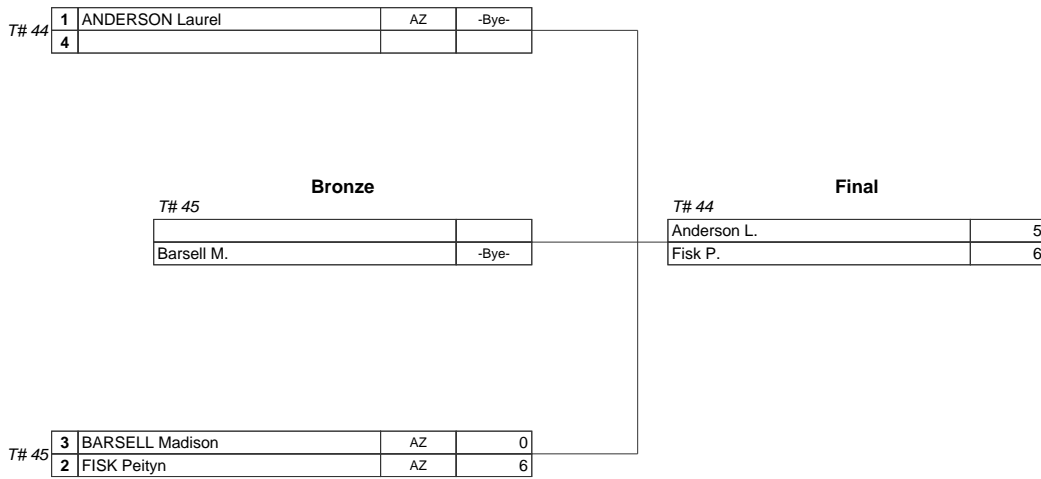 T# 44 1 ANDERSON Laurel AZ -Bye-
4
Bronze
T# 45
Barsell M. -Bye-
Final
T# 44
Anderson L. 5
Fisk P. 6
T# 45 3 BARSELL Madison AZ 0
2 FISK Peityn AZ 6